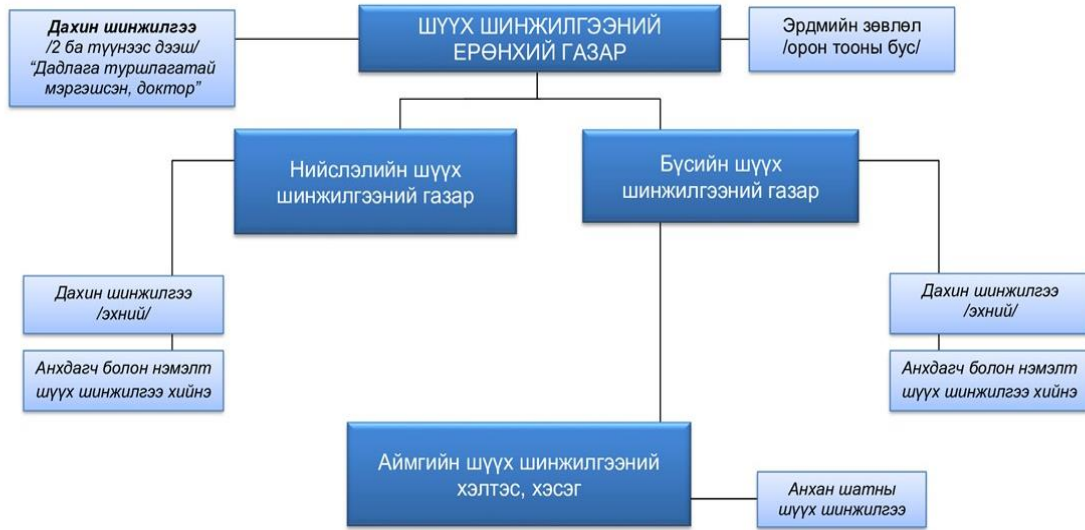 Дахин шинжилгээ
/2 ба түүнээс дээш/
“Дадлага туршлагатай
мэргэшсэн, доктор”
ШҮҮХ ШИНЖИЛГЭЭНИЙ
ЕРӨНХИЙ ГАЗАР
Эрдмийн зөвлөл
/орон тооны бус/
Нийслэлийн шүүх
шинжилгээний газар
Бүсийн шүүх
шинжилгээний газар
Дахин шинжилгээ
/эхний/
Анхдагч болон нэмэлт
шүүх шинжилгээ хийнэ
Дахин шинжилгээ
/эхний/
Анхдагч болон нэмэлт
шүүх шинжилгээ хийнэ
Аймгийн шүүх шинжилгээний
хэлтэс, хэсэг
Анхан шатны
шүүх шинжилгээ